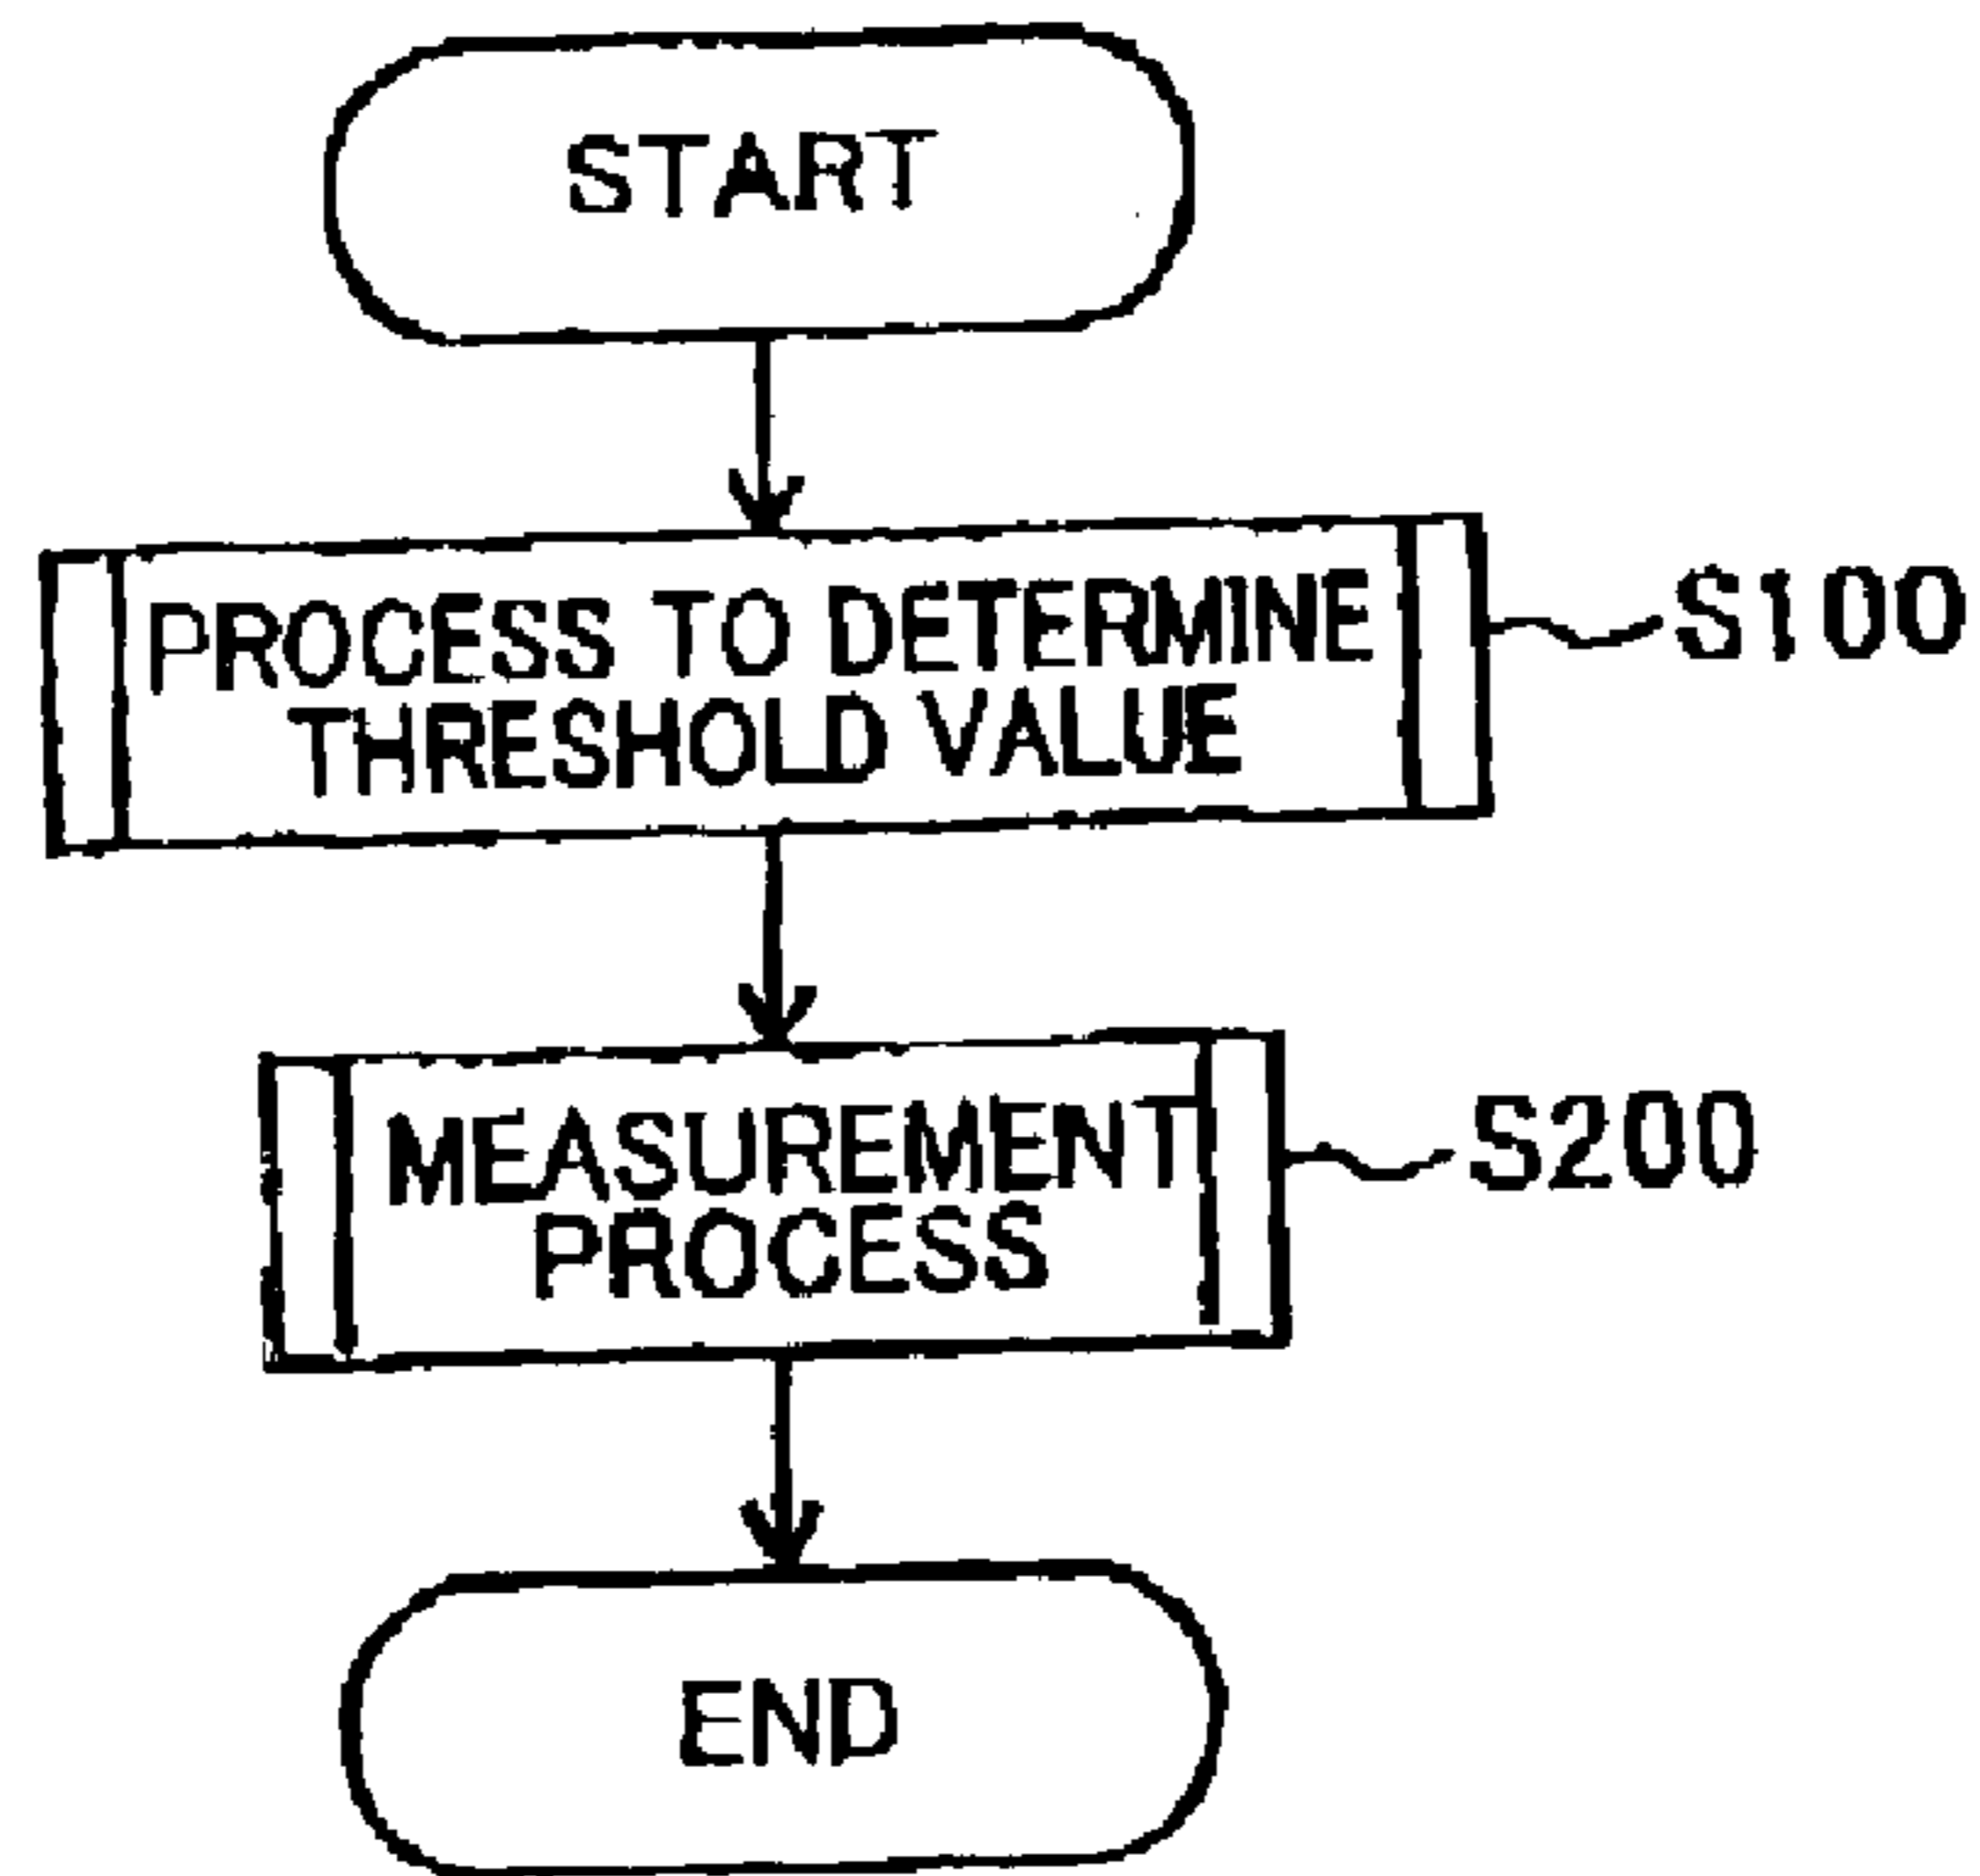 START
PROCESS TO DETERMINE
THRESHOLD VALUE
S100
MEASUREMENT
PROCESS
S200
END